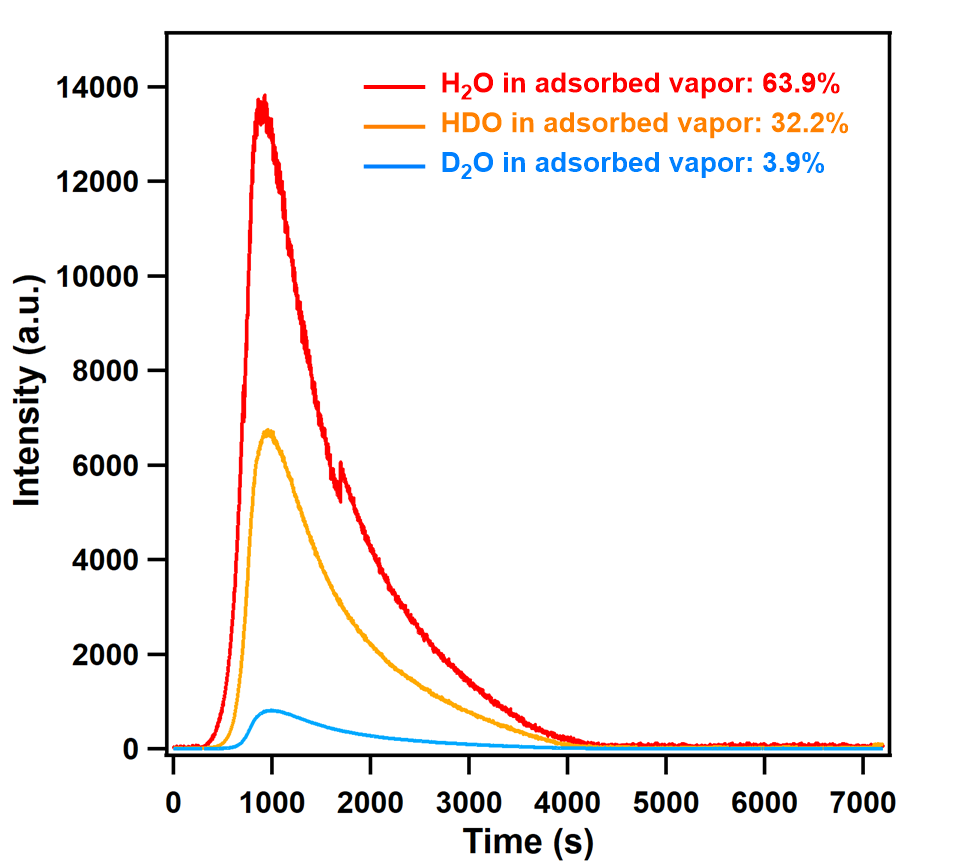 H₂O in adsorbed vapor: 63.9%
HDO in adsorbed vapor: 32.2%
D₂O in adsorbed vapor: 3.9%
Intensity (a.u.)
14000
12000
10000
8000
6000
4000
2000
0
0 1000 2000 3000 4000 5000 6000 7000
Time (s)